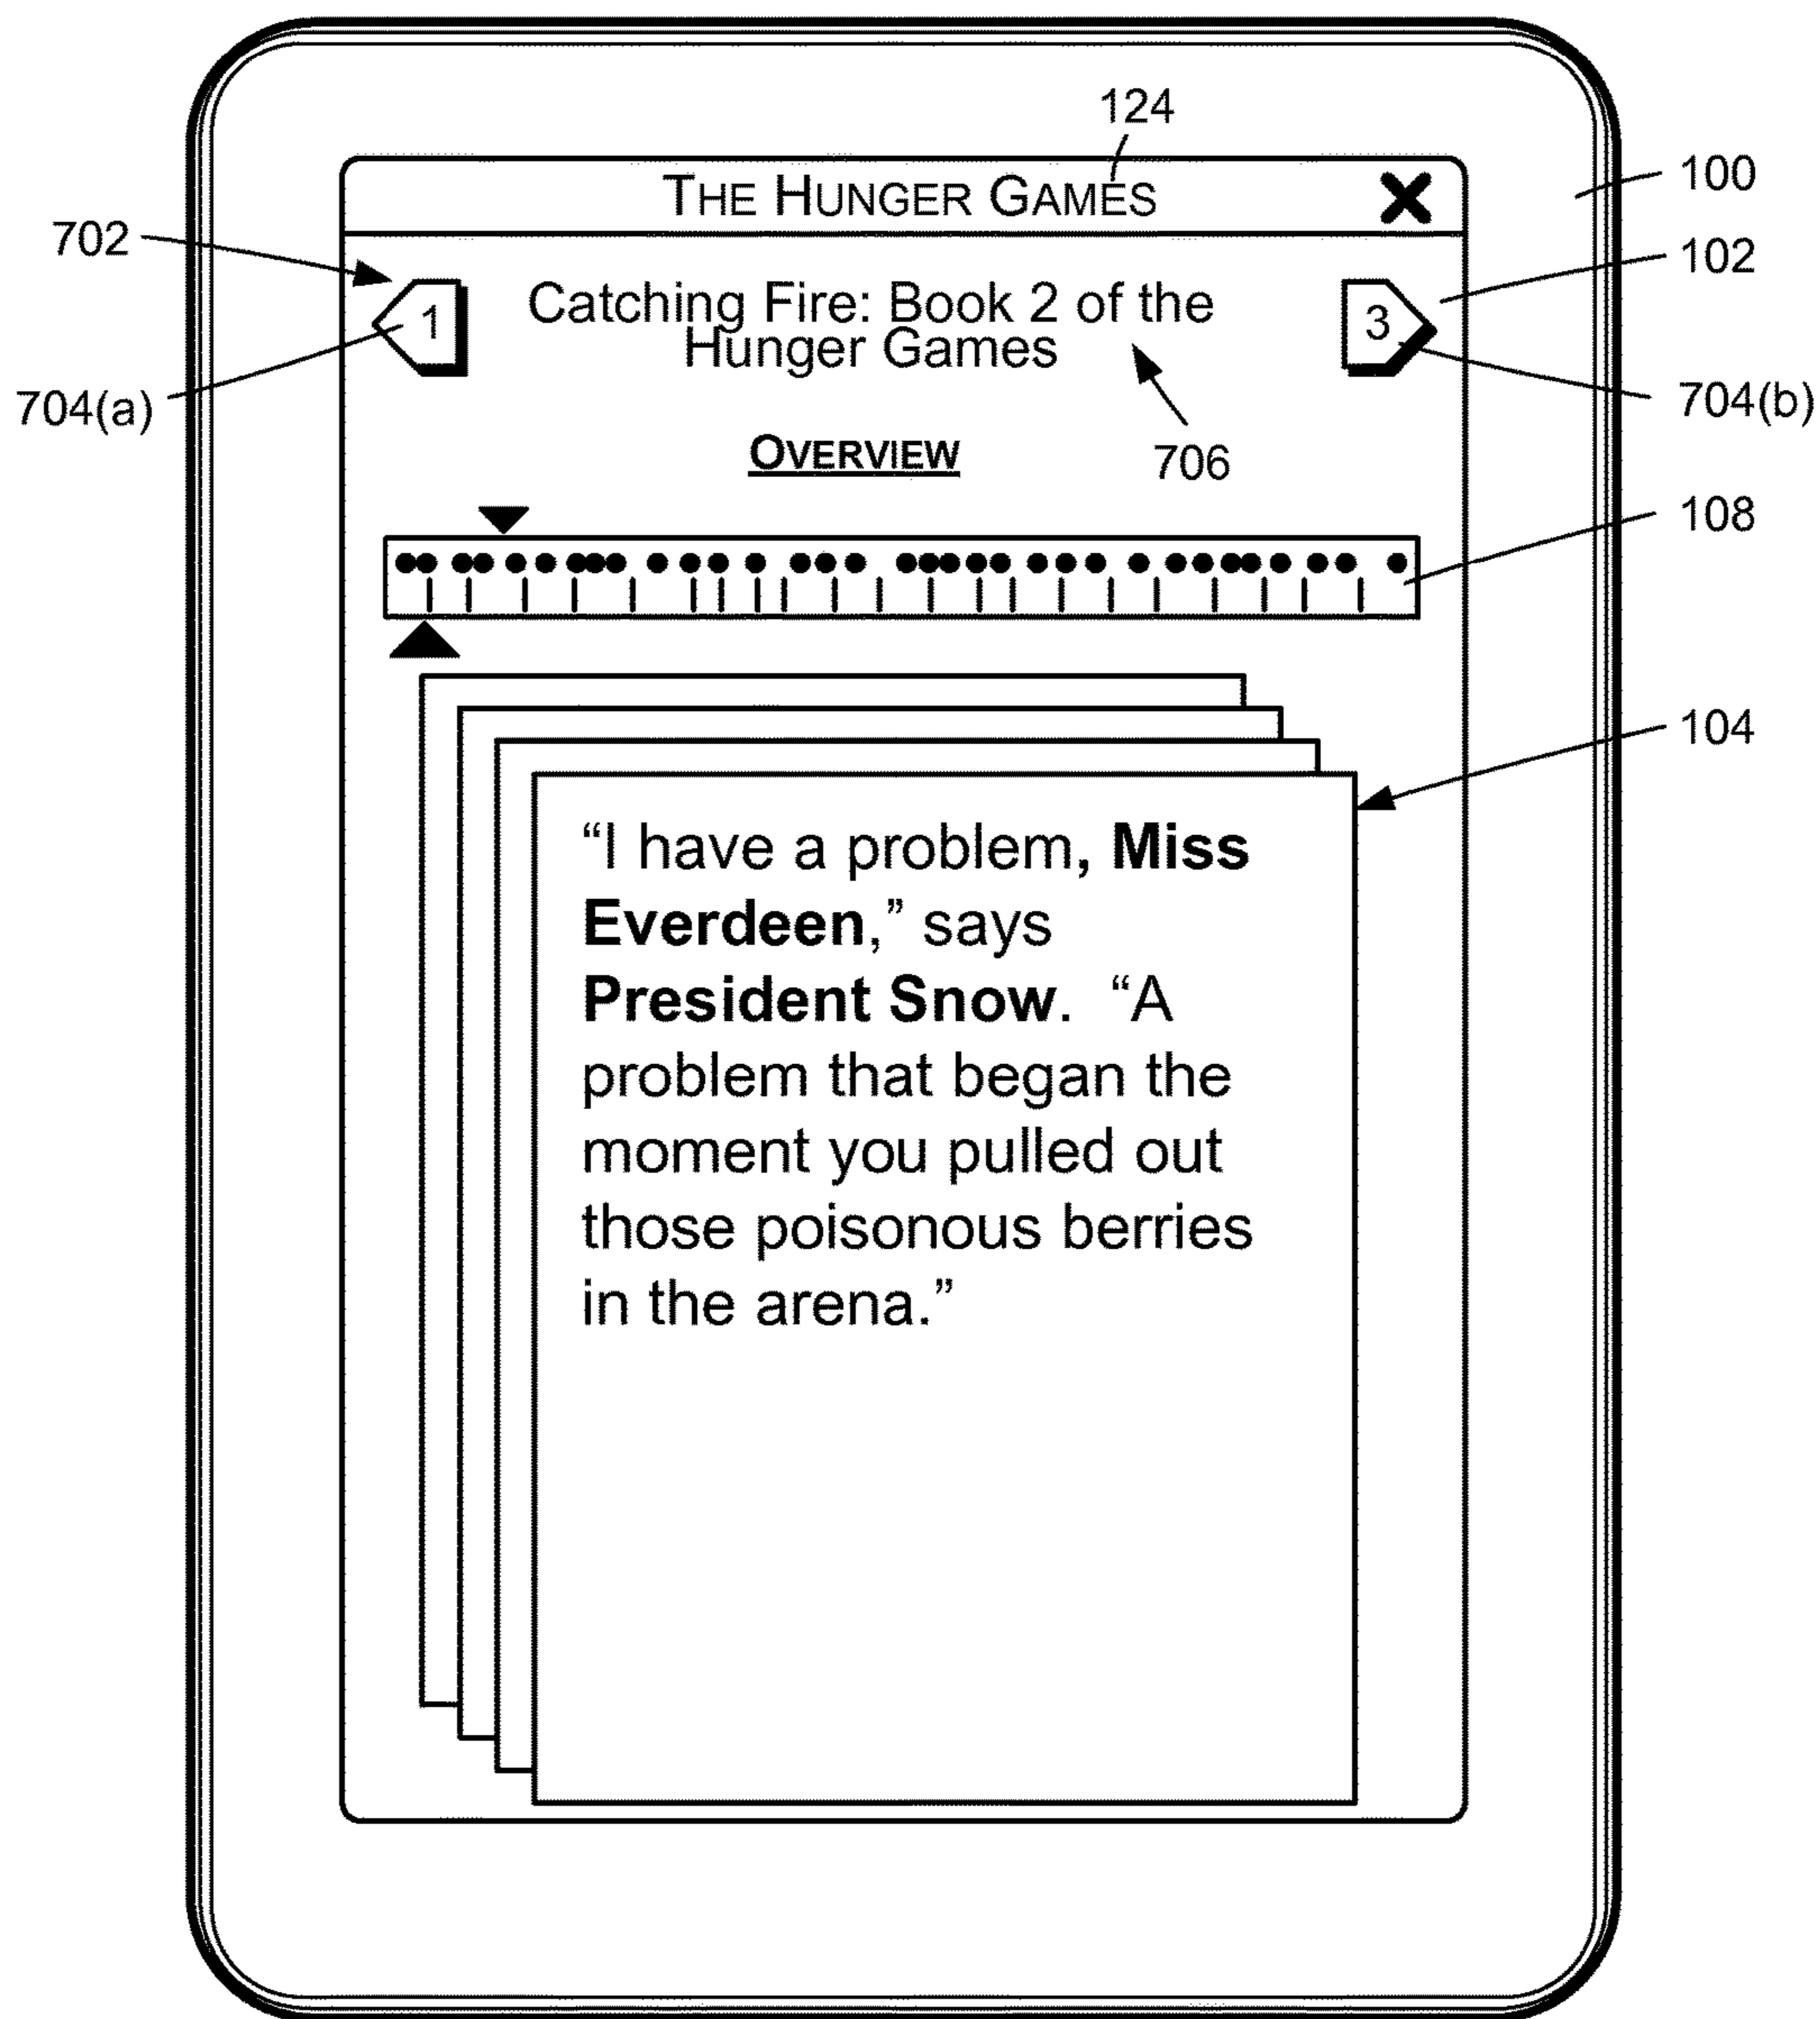 124
THE HUNGER GAMES
100
702
102
1
Catching Fire: Book 2 of the
Hunger Games
3
704(a)
704(b)
706
OVERVIEW
108
104
“I have a problem, Miss
Everdeen,” says
President Snow.  “A
problem that began the
moment you pulled out
those poisonous berries
in the arena.”